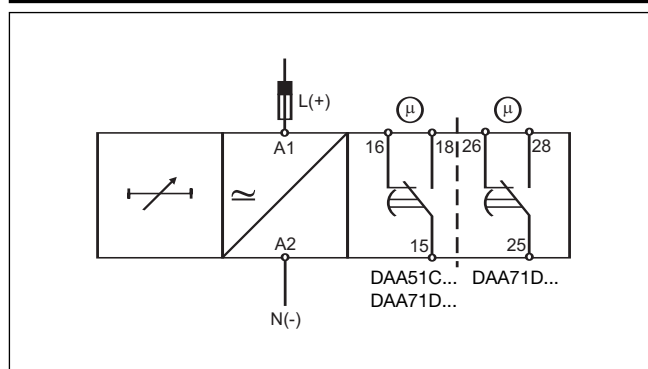 L(+)
µ
µ
A1
16
18
26
28
≃
A2
15
25
DAA51C...
DAA71D...
DAA71D...
N(-)